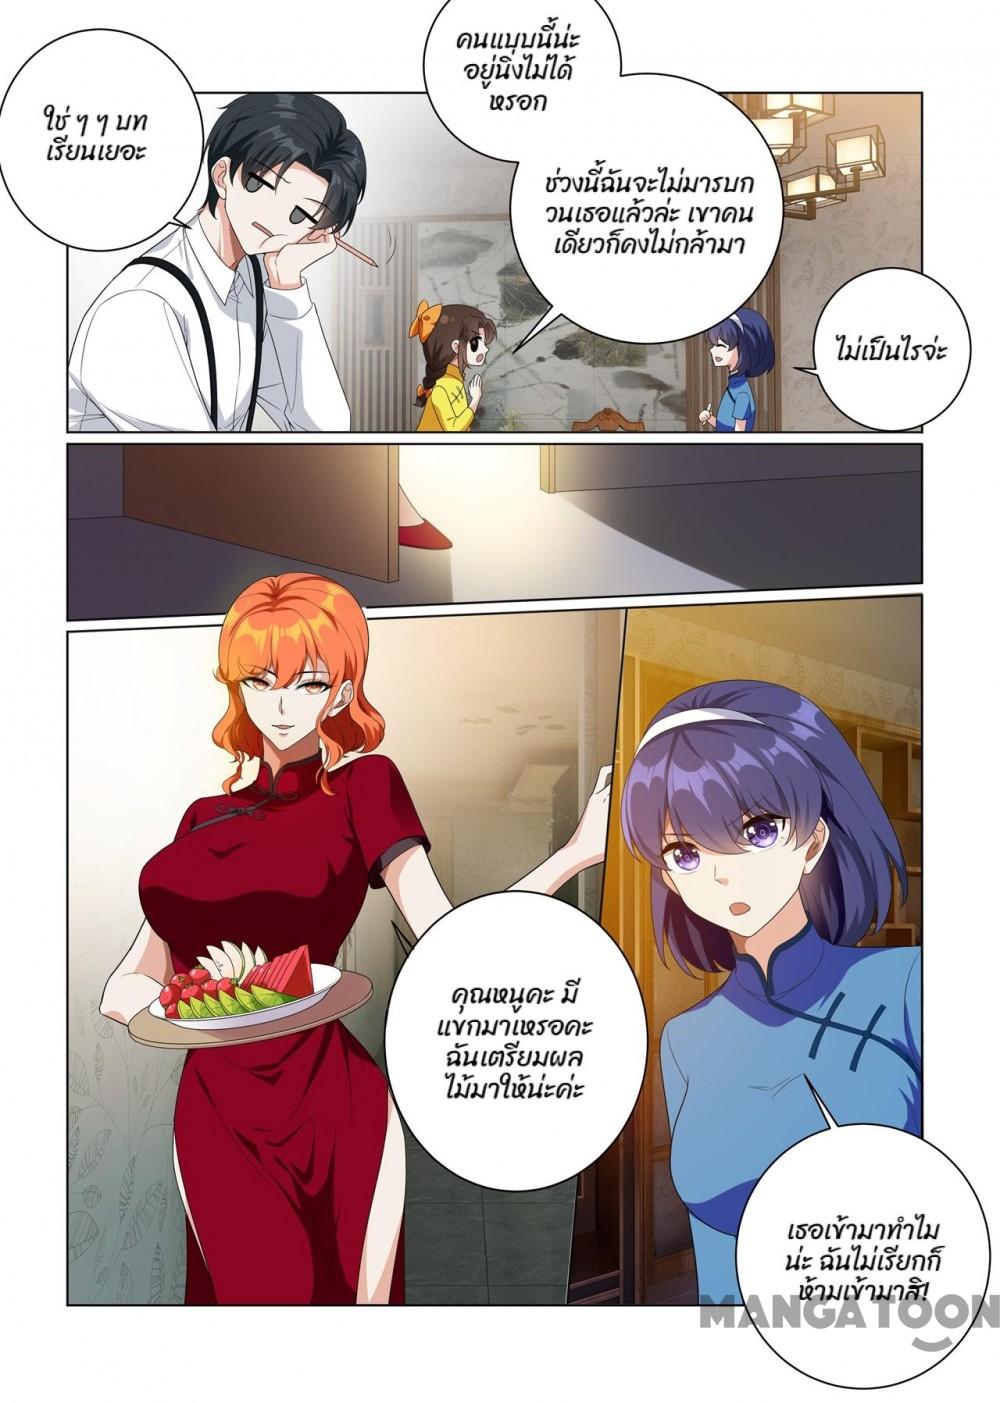 คนแบบนี้น่ะ
อยู่นิ่งไม่ได้
หรอก
ใช่ ๆ ๆ บท
เรียนเยอะ
ช่วงนี้ฉันจะไม่มารบก
วนเธอแล้วล่ะ เขาคน
เดียวก็คงไม่กล้ามา
ไม่เป็นไรจ่ะ
คุณหนูคะ มี
แขกมาเหรอคะ
ฉันเตรียมผล
ไม้มาให้น่ะค่ะ
เธอเข้ามาทำไม
น่ะ ฉันไม่เรียกก็
ห้ามเข้ามาสิ!
MANGATOON